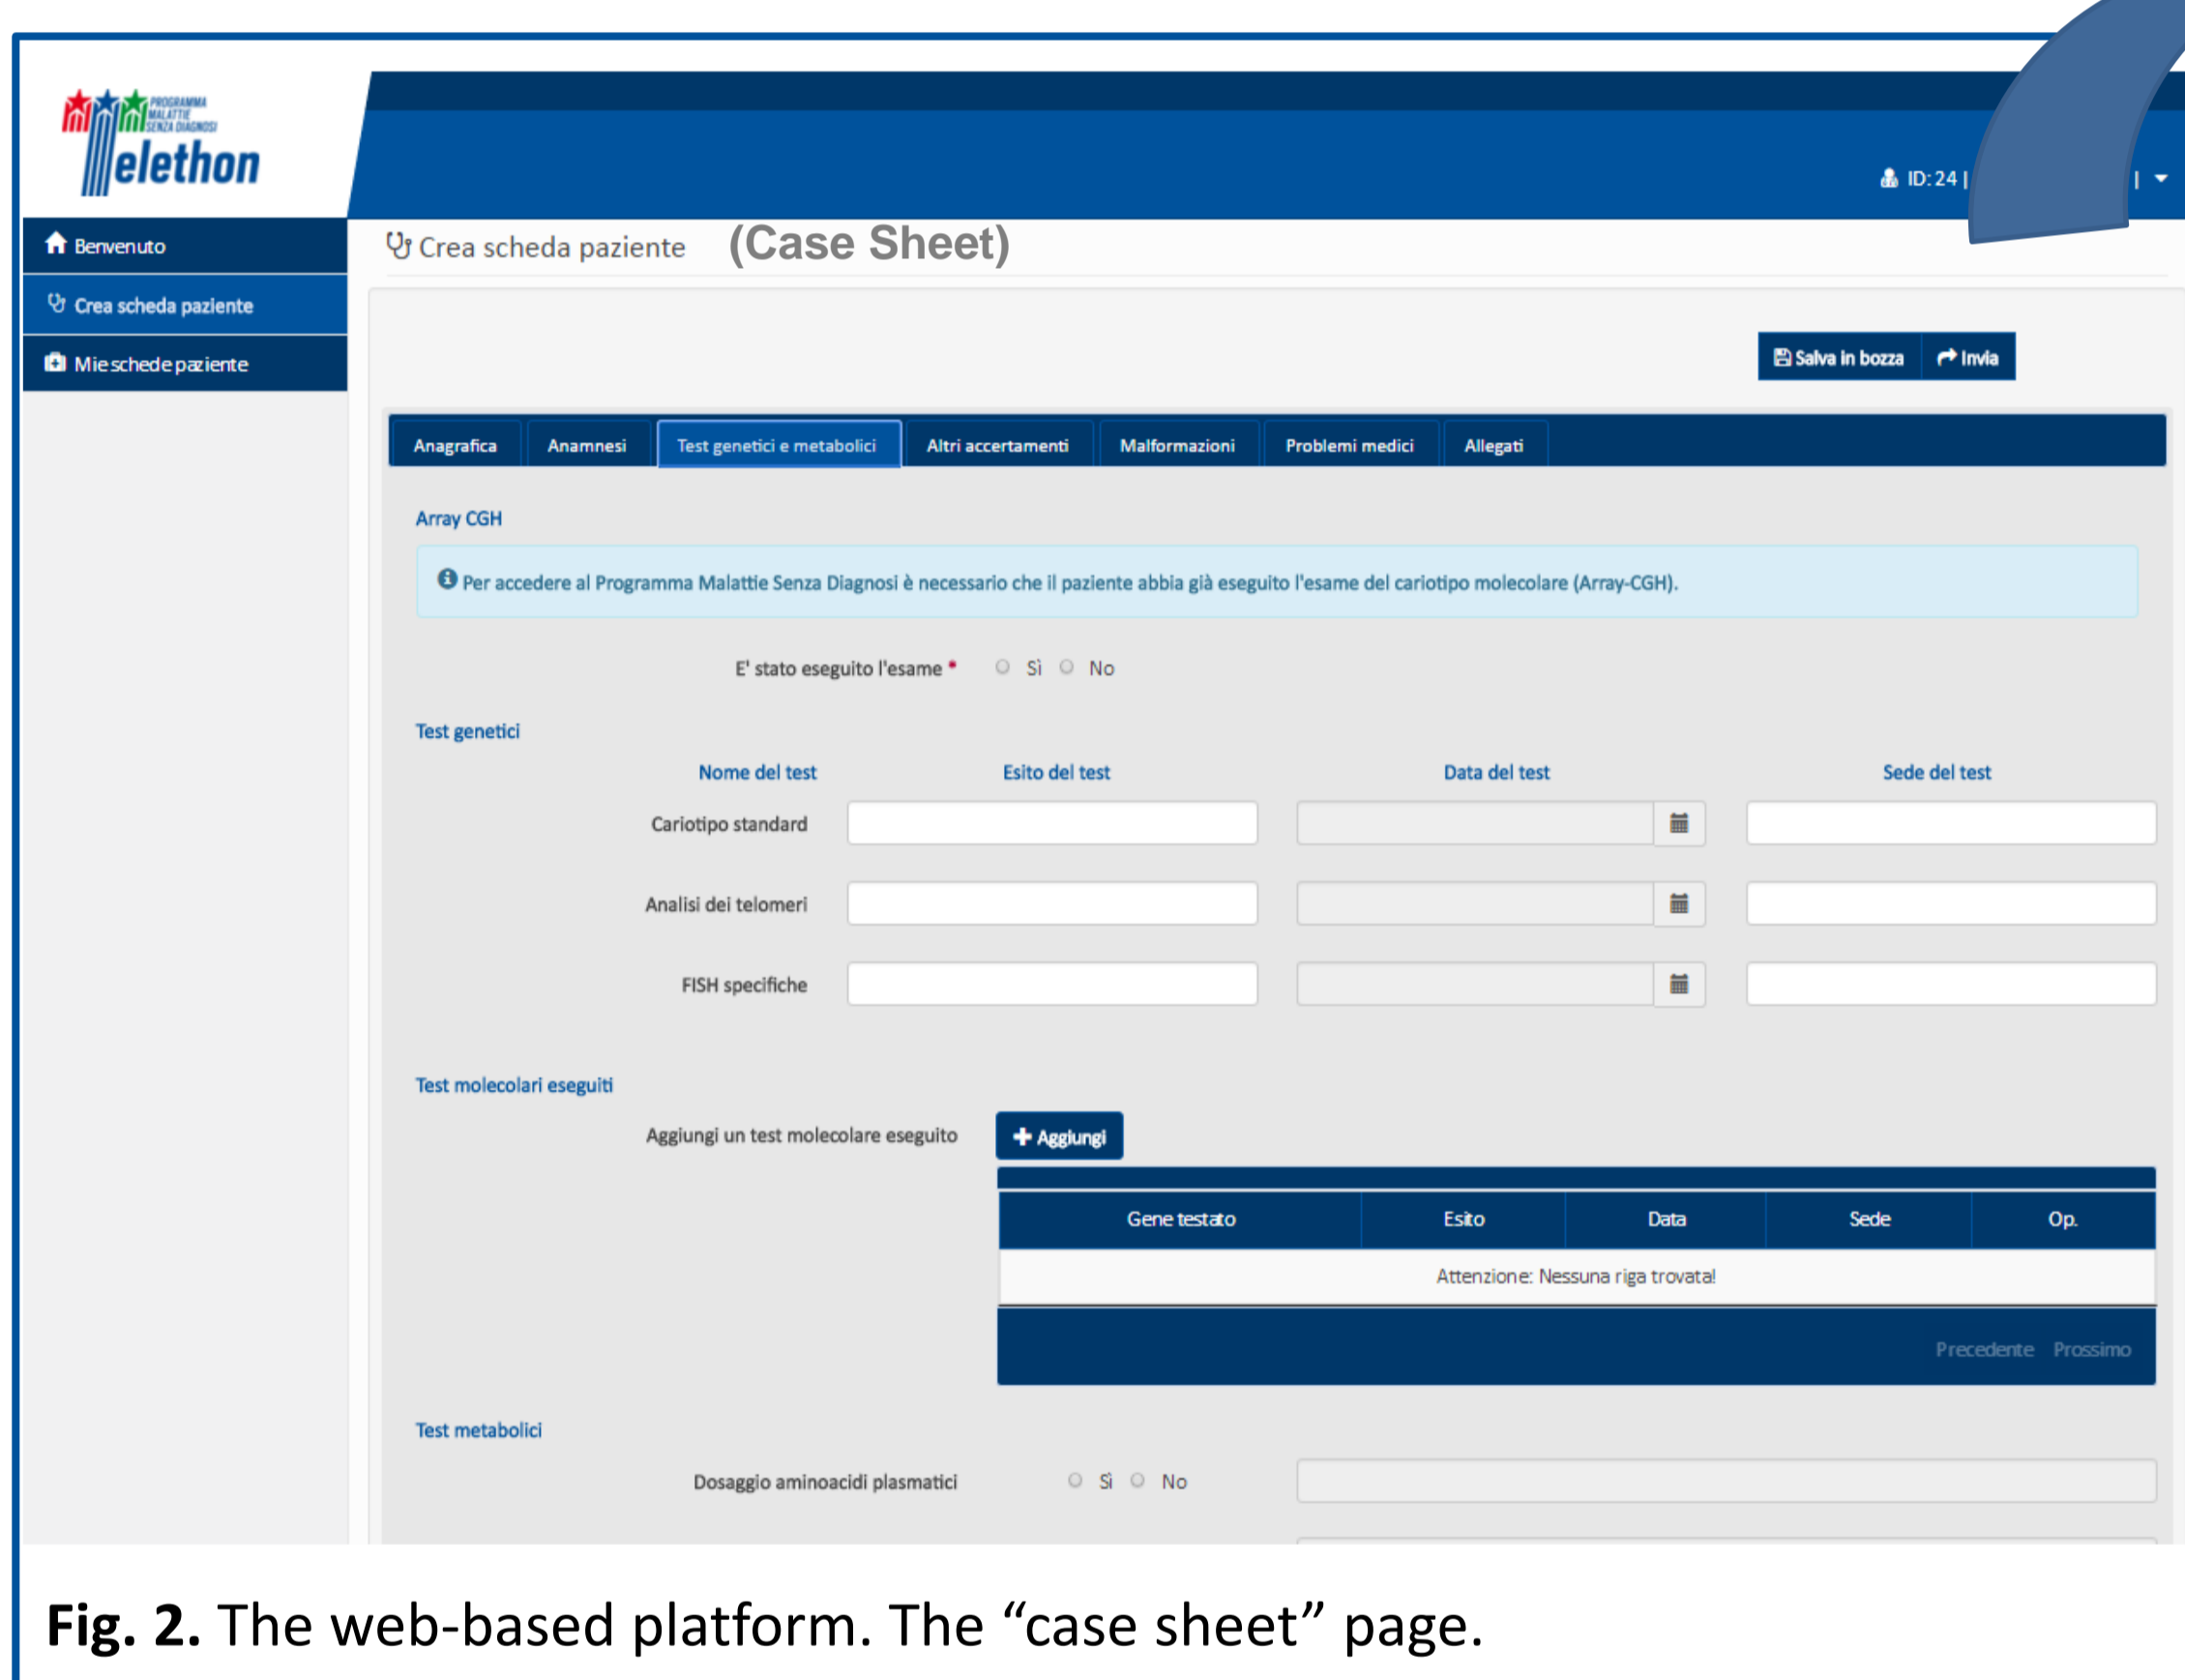 PROGRAMMA
MALATTIE
SENZA DIAGNOSI
Telethon
ID: 24 | |
Benvenuto
Crea scheda paziente
Mie schede paziente
Crea scheda paziente (Case Sheet)
Salva in bozza Invia
Anagrafica Anamnesi Test genetici e metabolici Altri accertamenti Malformazioni Problemi medici Allegati
Array CGH
Per accedere al Programma Malattie Senza Diagnosi è necessario che il paziente abbia già eseguito l'esame del cariotipo molecolare (Array-CGH).
E' stato eseguito l'esame * Sì No
Test genetici
Nome del test Esito del test Data del test Sede del test
Cariotipo standard
Analisi dei telomeri
FISH specifiche
Test molecolari eseguiti
Aggiungi un test molecolare eseguito Aggiungi
Gene testato Esito Data Sede Op.
Attenzione: Nessuna riga trovata!
Precedente Prossimo
Test metabolici
Dosaggio aminoacidi plasmatici Sì No
Fig. 2. The web-based platform. The “case sheet” page.